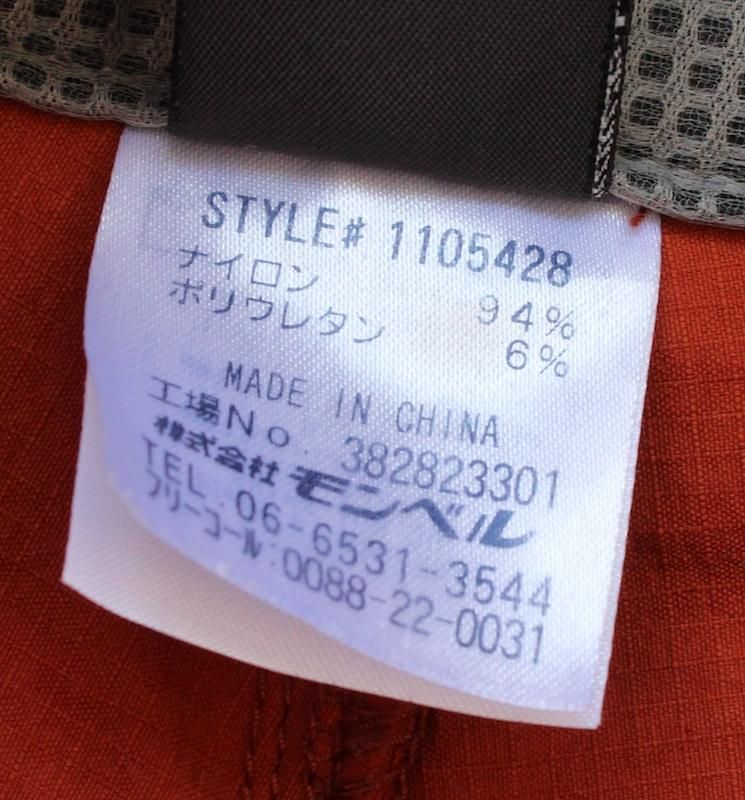 STYLE# 1105428
ナイロン 94%
ポリウレタン 6%
MADE IN CHINA
工場No. 382823301
株式会社 モンベル
TEL. 06-6531-3544
フリーコール:0088-22-0031